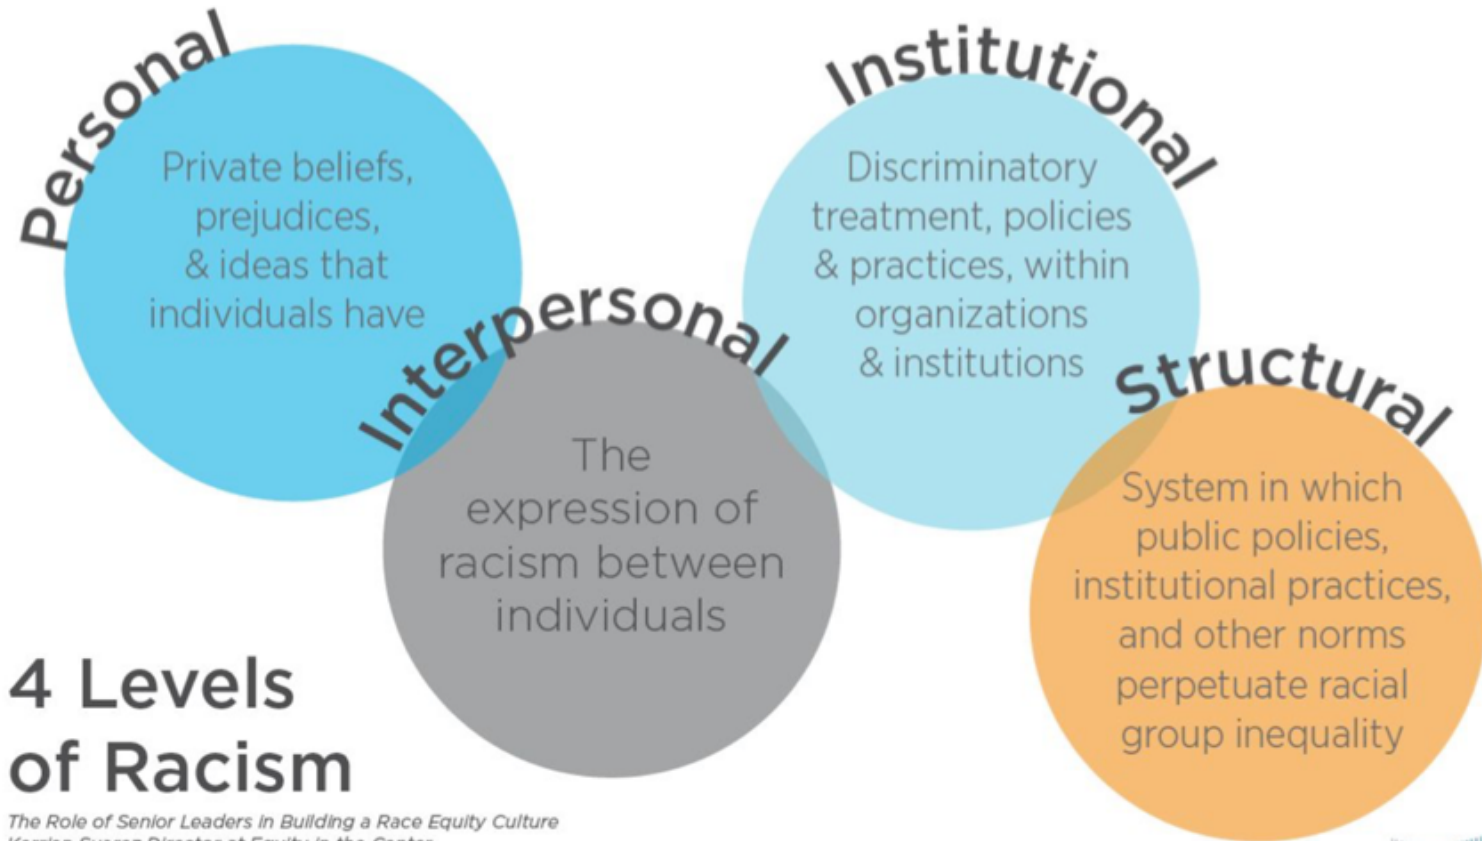 Personal
Private beliefs,
prejudices,
& ideas that
individuals have
Interpersonal
The
expression of
racism between
individuals
Institutional
Discriminatory
treatment, policies
& practices, within
organizations
& institutions
Structural
System in which
public policies,
institutional practices,
and other norms
perpetuate racial
group inequality
4 Levels
of Racism
The Role of Senior Leaders in Building a Race Equity Culture